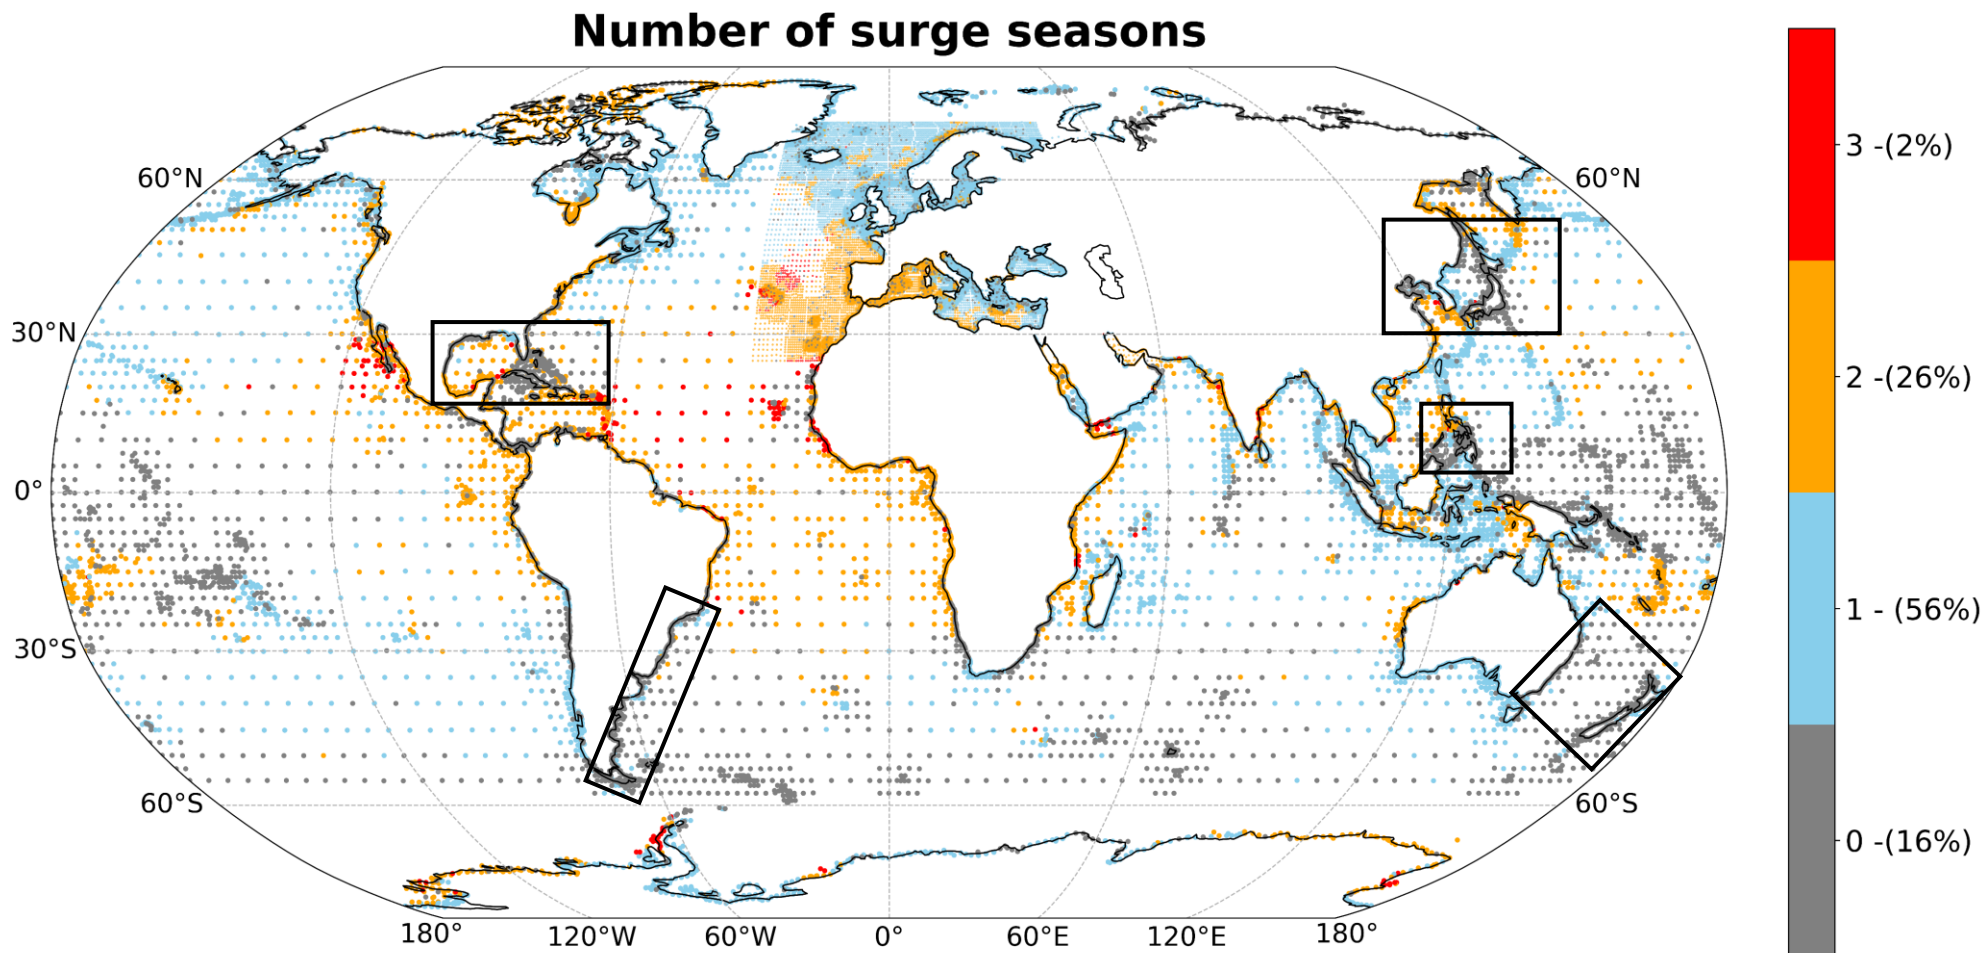 Number of surge seasons
60°N
60°N
30°N
0°
30°S
60°S
60°S
180°
120°W
60°W
0°
60°E
120°E
180°
3 -(2%)
2 -(26%)
1 - (56%)
0 -(16%)